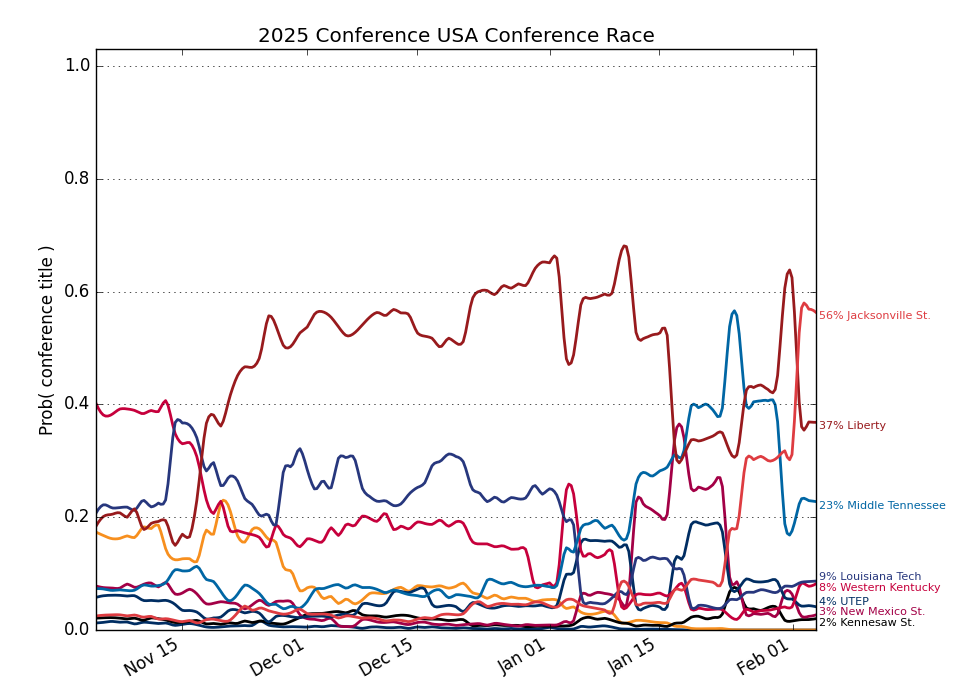 2025 Conference USA Conference Race
Prob( conference title )
1.0
0.8
0.6
0.4
0.2
0.0
Nov 15
Dec 01
Dec 15
Jan 01
Jan 15
Feb 01
56% Jacksonville St.
37% Liberty
23% Middle Tennessee
9% Louisiana Tech
8% Western Kentucky
4% UTEP
3% New Mexico St.
2% Kennesaw St.